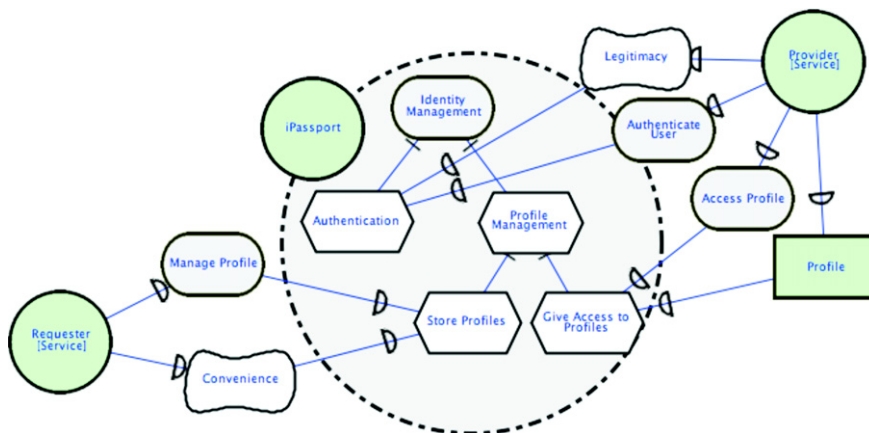 Legitimacy
Provider
[Service]
Identity
Management
iPassport
Authenticate
User
Authentication
Profile
Management
Access Profile
Manage Profile
Profile
Requester
[Service]
Store Profiles
Give Access to
Profiles
Convenience